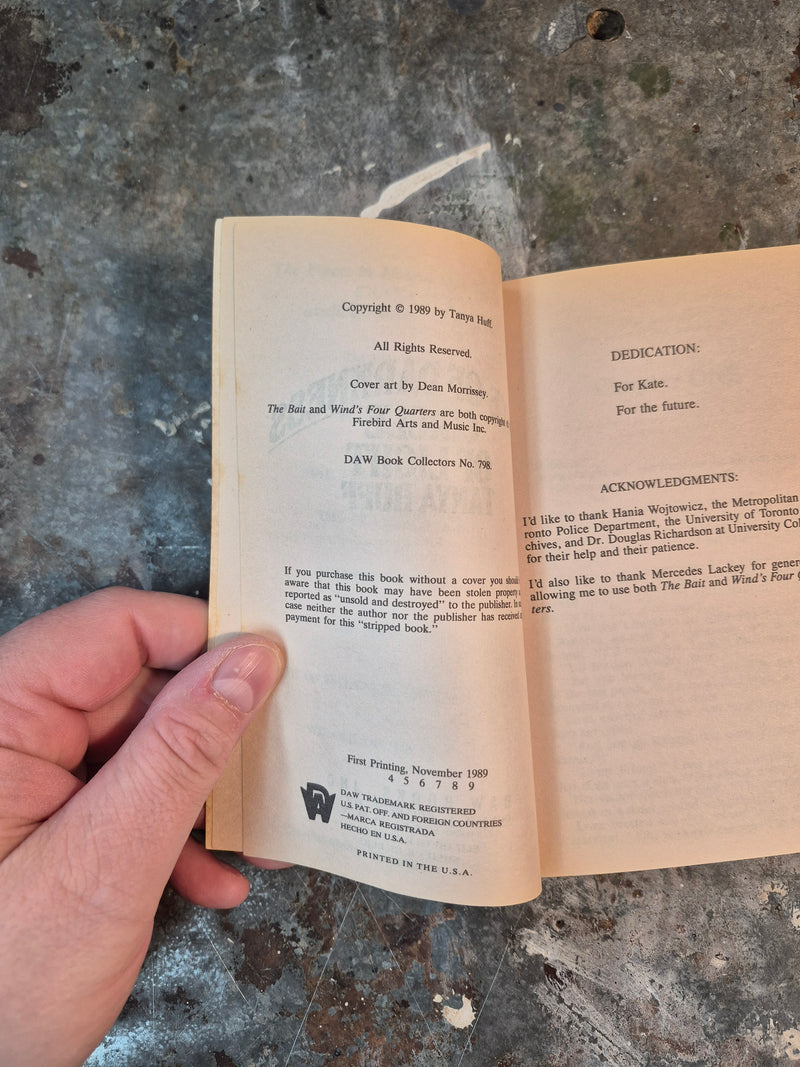 Copyright © 1989 by Tanya Huff.
All Rights Reserved.
Cover art by Dean Morrissey.
The Bait and Wind's Four Quarters are both copyright ©
Firebird Arts and Music Inc.
DAW Book Collectors No. 798.
If you purchase this book without a cover you should
aware that this book may have been stolen property
reported as "unsold and destroyed" to the publisher. In
case neither the author nor the publisher has received
payment for this "stripped book."
First Printing, November 1989
4 5 6 7 8 9
DAW
DAW TRADEMARK REGISTERED
U.S. PAT. OFF. AND FOREIGN COUNTRIES
—MARCA REGISTRADA
HECHO EN U.S.A.
PRINTED IN THE U.S.A.
DEDICATION:
For Kate.
For the future.
ACKNOWLEDGMENTS:
I'd like to thank Hania Wojtowicz, the Metropolitan
ronto Police Department, the University of Toronto
chives, and Dr. Douglas Richardson at University Col
for their help and their patience.
I'd also like to thank Mercedes Lackey for gener
allowing me to use both The Bait and Wind's Four
ters.